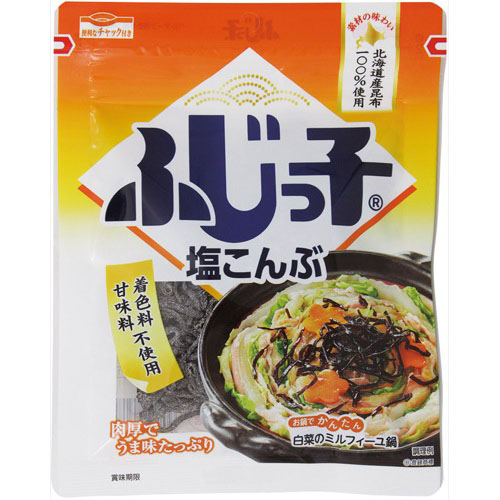 便利なチャック付き
素材の味わい
北海道産昆布
100%使用
ふじっ子®
塩こんぶ
着色料
甘味料
不使用
肉厚で
うま味たっぷり
お鍋でかんたん
白菜のミルフィーユ鍋
調理例
賞味期限